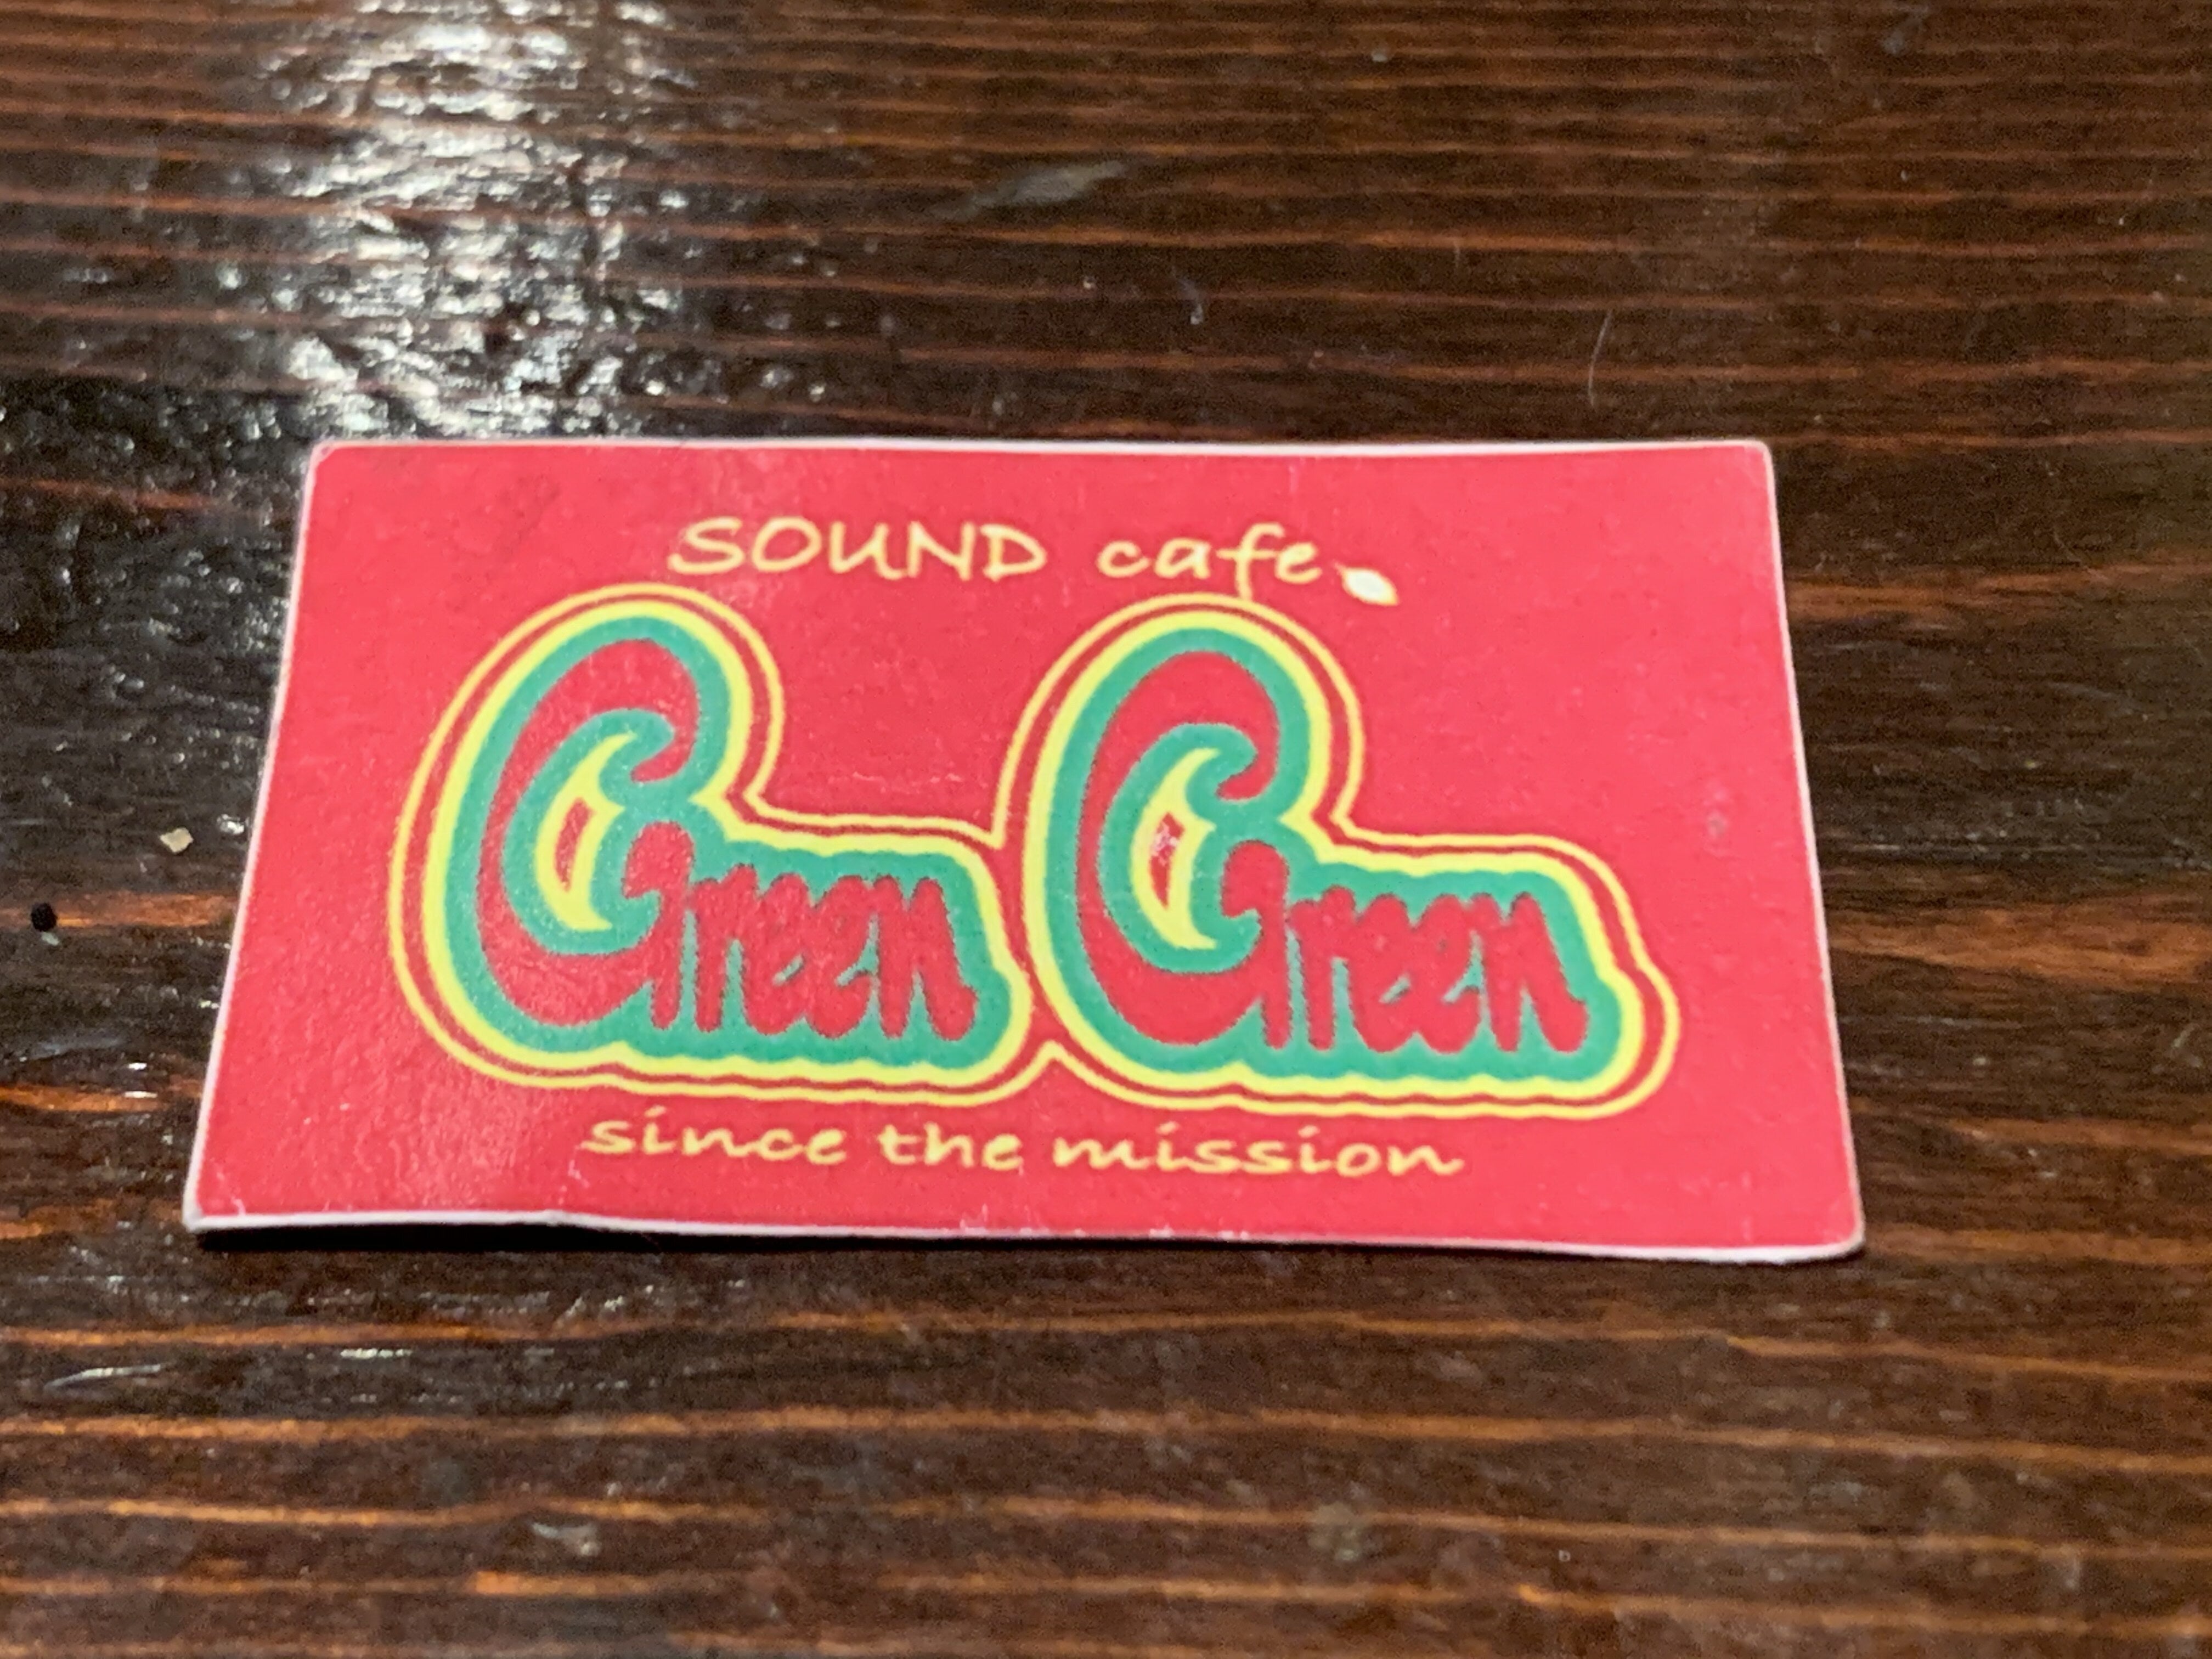 SOUND cafe
Green Green
since the mission